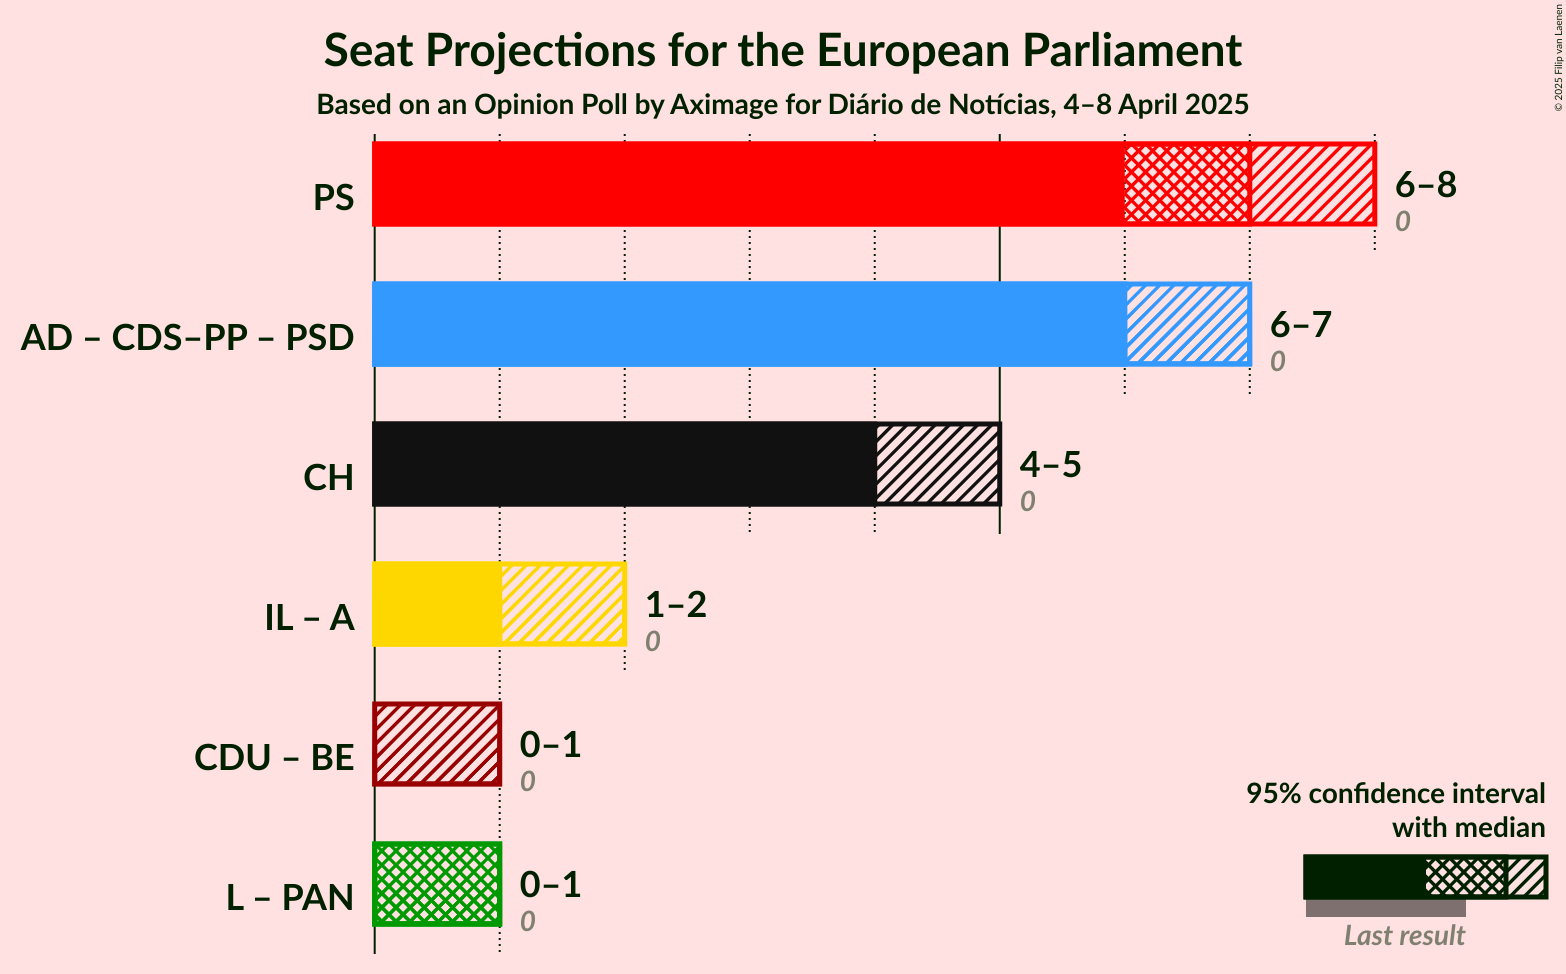 Seat Projections for the European Parliament
Based on an Opinion Poll by Aximage for Diário de Notícias, 4–8 April 2025
© 2025 Filip van Laenen
PS
6–8
0
AD – CDS–PP – PSD
6–7
0
CH
4–5
0
IL – A
1–2
0
CDU – BE
0–1
0
L – PAN
0–1
0
95% confidence interval
with median
Last result